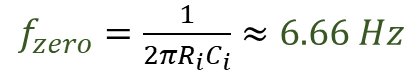 f_zero = 1/(2πR_iC_i) ≈ 6.66 Hz